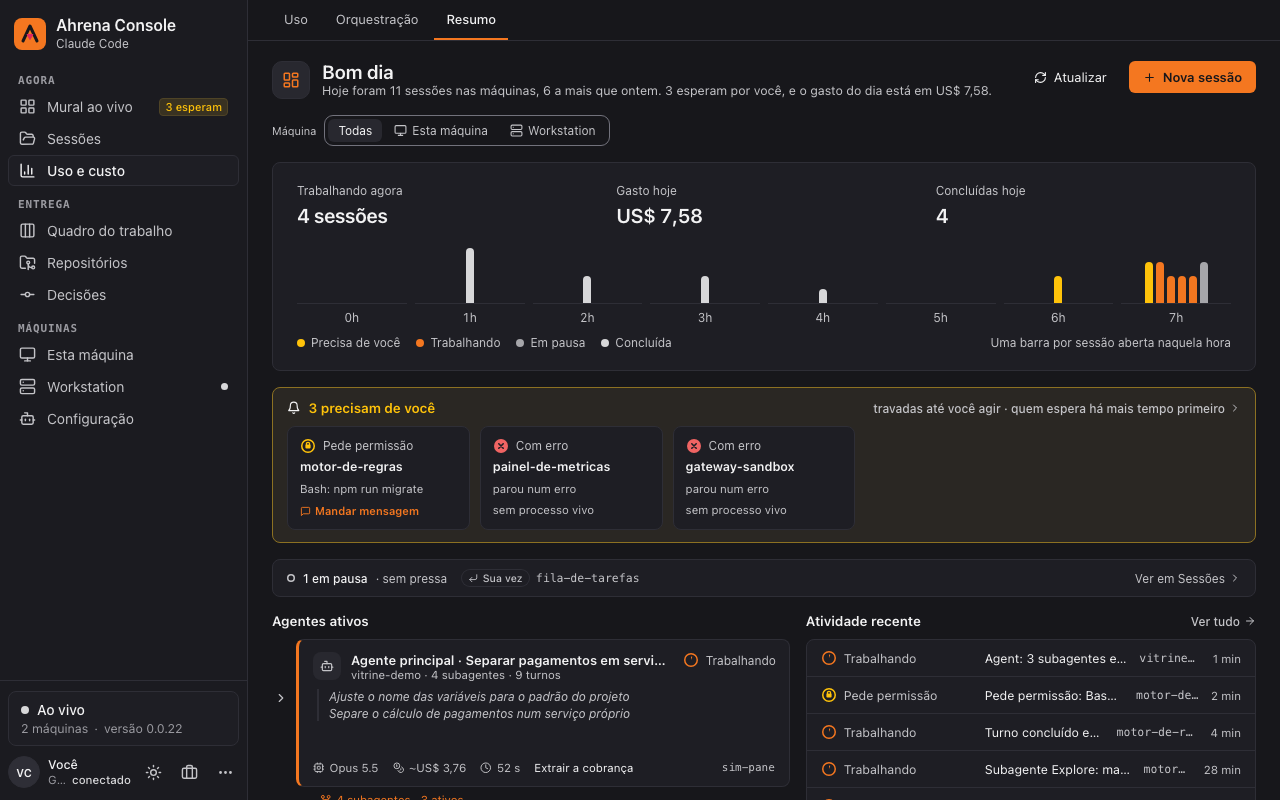 Ahrena Console
Claude Code
AGORA
Mural ao vivo
3 esperam
Sessões
Uso e custo
ENTREGA
Quadro do trabalho
Repositórios
Decisões
MÁQUINAS
Esta máquina
Workstation
Configuração
Ao vivo
2 máquinas · versão 0.0.22
VC
Você
G… conectado
Uso Orquestração Resumo
Bom dia
Hoje foram 11 sessões nas máquinas, 6 a mais que ontem. 3 esperam por você, e o gasto do dia está em US$ 7,58.
Atualizar
Nova sessão
Máquina Todas Esta máquina Workstation
Trabalhando agora
4 sessões
Gasto hoje
US$ 7,58
Concluídas hoje
4
0h 1h 2h 3h 4h 5h 6h 7h
Precisa de você Trabalhando Em pausa Concluída
Uma barra por sessão aberta naquela hora
3 precisam de você
travadas até você agir · quem espera há mais tempo primeiro
Pede permissão
motor-de-regras
Bash: npm run migrate
Mandar mensagem
Com erro
painel-de-metricas
parou num erro
sem processo vivo
Com erro
gateway-sandbox
parou num erro
sem processo vivo
1 em pausa · sem pressa Sua vez fila-de-tarefas
Ver em Sessões
Agentes ativos
Agente principal · Separar pagamentos em servi… Trabalhando
vitrine-demo · 4 subagentes · 9 turnos
Ajuste o nome das variáveis para o padrão do projeto
Separe o cálculo de pagamentos num serviço próprio
Opus 5.5 ~US$ 3,76 52 s Extrair a cobrança sim-pane
4 subagentes · 3 ativos
Atividade recente
Ver tudo
Trabalhando Agent: 3 subagentes e… vitrine… 1 min
Pede permissão Pede permissão: Bas… motor-de… 2 min
Trabalhando Turno concluído e… motor-de-r… 4 min
Trabalhando Subagente Explore: ma… motor… 28 min